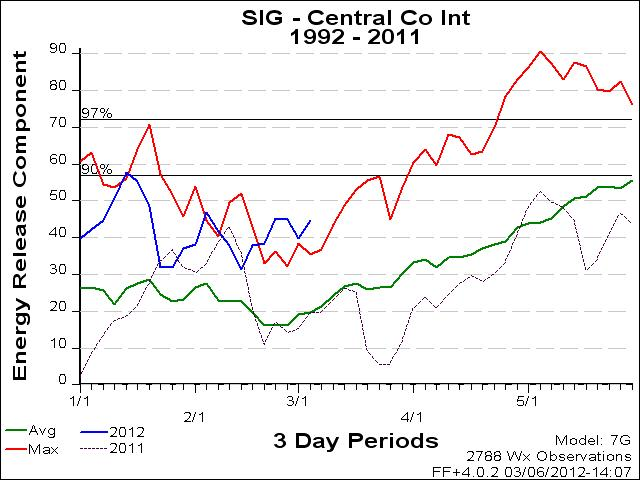 SIG - Central Co Int
1992 - 2011
Energy Release Component
90
80
97%
70
60
90%
50
40
30
20
10
0
1/1
2/1
3/1
4/1
5/1
Avg
2012
Max
2011
3 Day Periods
Model: 7G
2788 Wx Observations
FF+4.0.2 03/06/2012-14:07